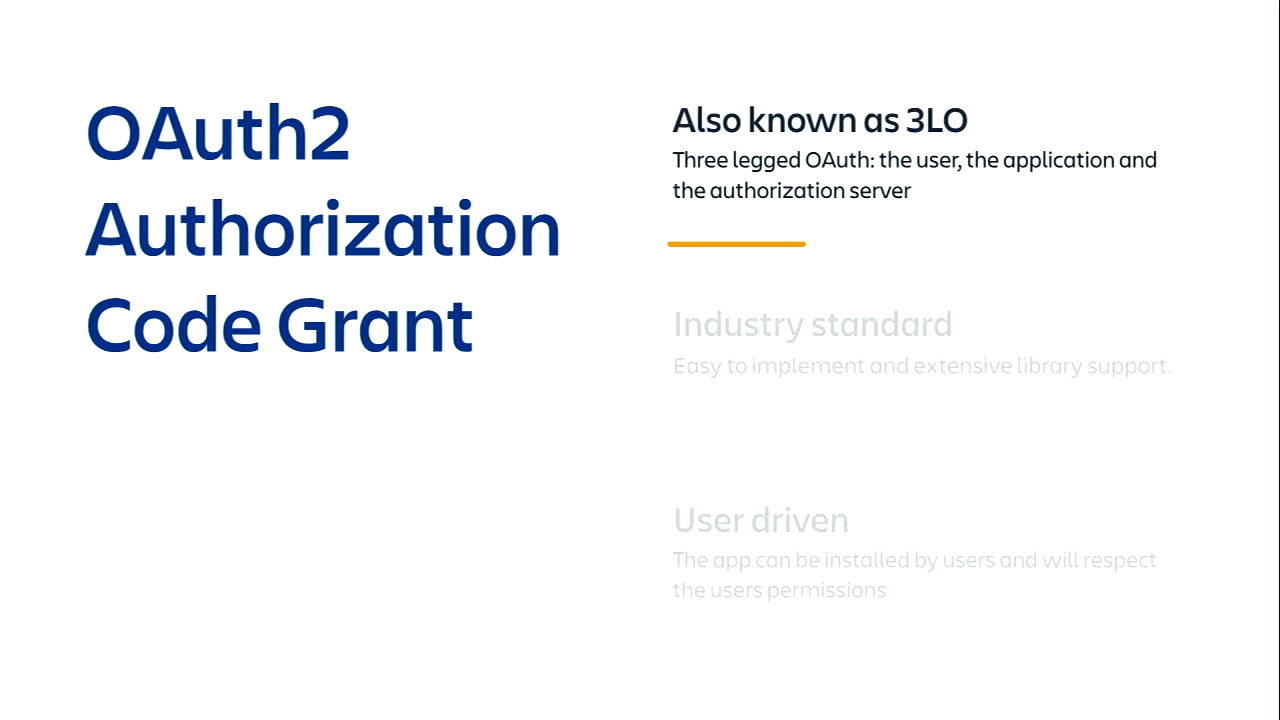 OAuth2
Authorization
Code Grant
Also known as 3LO
Three legged OAuth: the user, the application and
the authorization server
Industry standard
Easy to implement and extensive library support.
User driven
The app can be installed by users and will respect
the users permissions